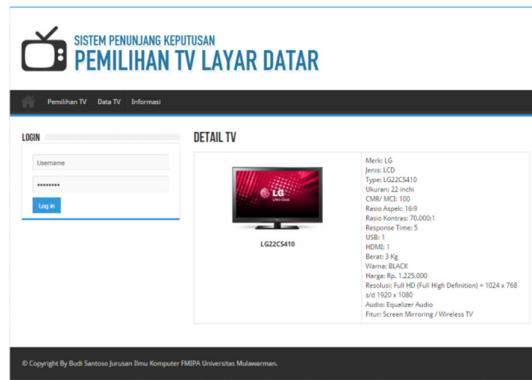 SISTEM PENUNJANG KEPUTUSAN
PEMILIHAN TV LAYAR DATAR
Pemilihan TV Data TV Informasi
LOGIN
Username
••••••••
Log in
DETAIL TV
LG
LG22CS410
Merk: LG
Jenis: LCD
Type: LG22CS410
Ukuran: 22 inchi
CMR/ MCI: 100
Rasio Aspek: 16:9
Rasio Kontras: 70.000:1
Response Time: 5
USB: 1
HDMI: 1
Berat: 3 Kg
Warna: BLACK
Harga: Rp. 1.225.000
Resolusi: Full HD (Full High Definition) = 1024 x 768
s/d 1920 x 1080
Audio: Equalizer Audio
Fitur: Screen Mirroring / Wireless TV
© Copyright By Budi Santoso Jurusan Ilmu Komputer FMIPA Universitas Mulawarman.